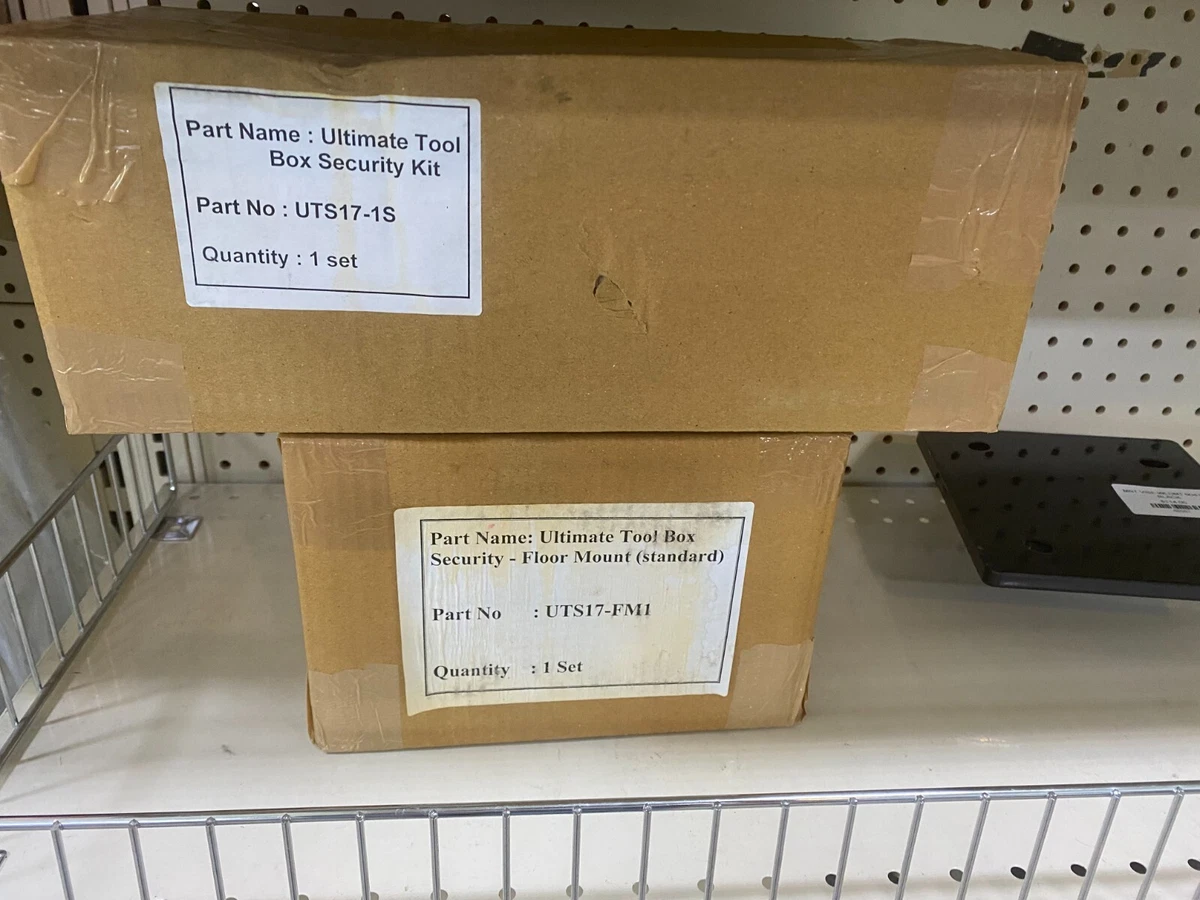 Part Name : Ultimate Tool
Box Security Kit
Part No : UTS17-1S
Quantity : 1 set
Part Name: Ultimate Tool Box
Security - Floor Mount (standard)
Part No : UTS17-FM1
Quantity : 1 Set